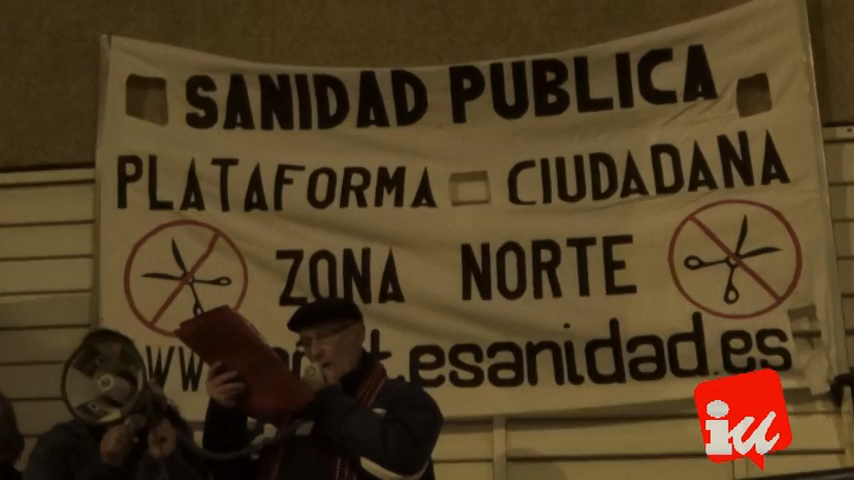 SANIDAD PUBLICA
PLATAFORMA CIUDADANA
ZONA NORTE
esanidad.es
iu